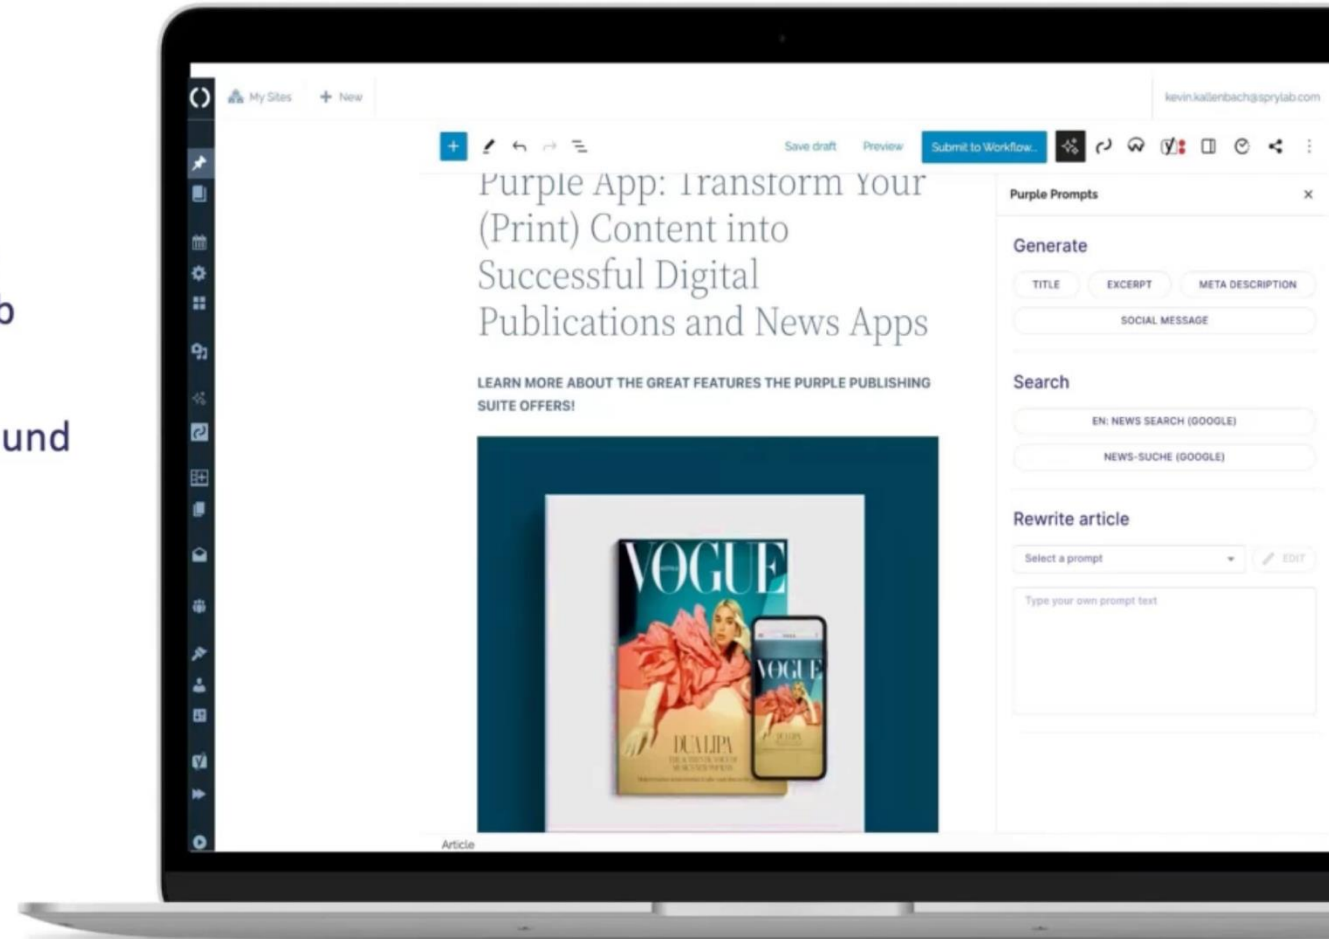 b
und
My Sites
+ New
kevin.kallenbach@sprylab.com
Save draft
Preview
Submit to Workflow...
Purple App: Transform Your
(Print) Content into
Successful Digital
Publications and News Apps
LEARN MORE ABOUT THE GREAT FEATURES THE PURPLE PUBLISHING
SUITE OFFERS!
VOGUE
DUA LIPA
VOGUE
DUA LIPA
Article
Purple Prompts
Generate
TITLE
EXCERPT
META DESCRIPTION
SOCIAL MESSAGE
Search
EN: NEWS SEARCH (GOOGLE)
NEWS-SUCHE (GOOGLE)
Rewrite article
Select a prompt
EDIT
Type your own prompt text